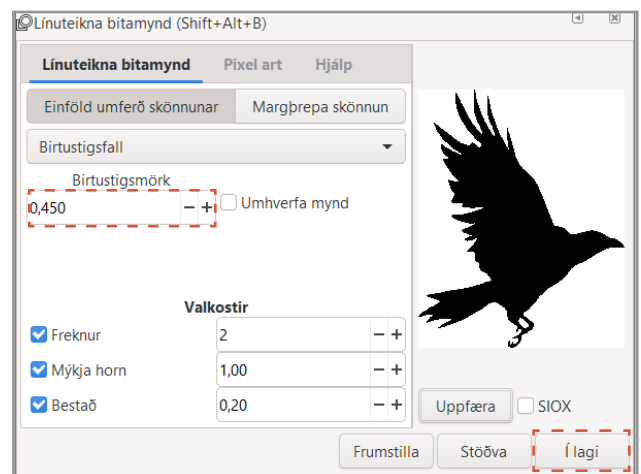 Línuteikna bitamynd (Shift+Alt+B)
Línuteikna bitamynd Pixel art Hjálp
Einföld umferð skönnunar Margþrepa skönnun
Birtustigsfall
Birtustigsmörk
0,450 − + Umhverfa mynd
Valkostir
Freknur 2 − +
Mýkja horn 1,00 − +
Bestað 0,20 − +
Uppfæra SIOX
Frumstilla Stöðva Í lagi